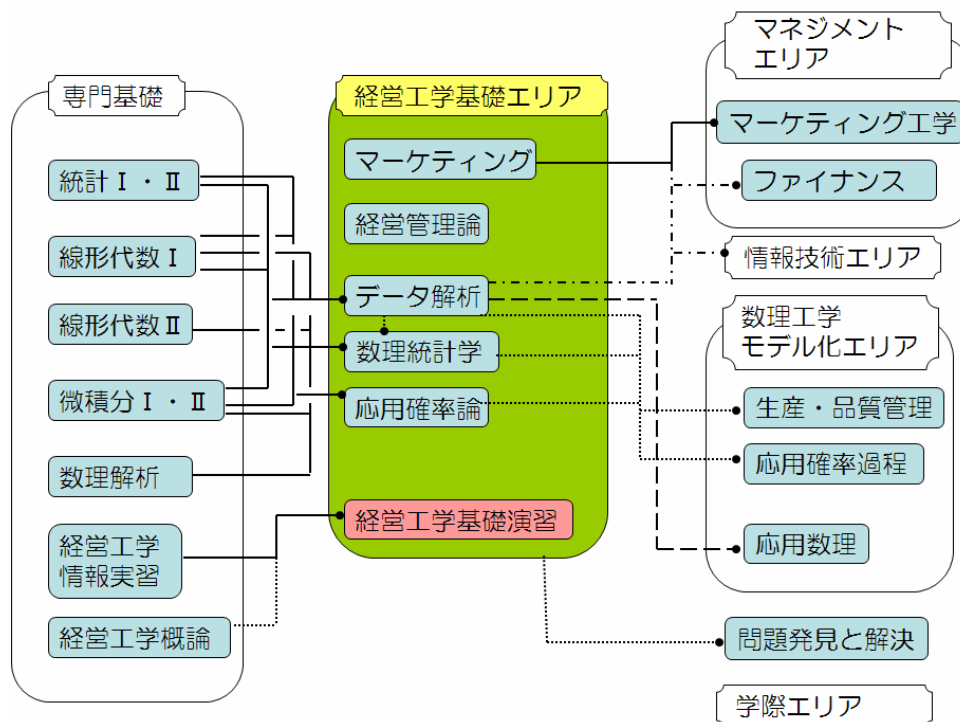 専門基礎
統計Ⅰ・Ⅱ
線形代数Ⅰ
線形代数Ⅱ
微積分Ⅰ・Ⅱ
数理解析
経営工学
情報実習
経営工学概論
経営工学基礎エリア
マーケティング
経営管理論
データ解析
数理統計学
応用確率論
経営工学基礎演習
マネジメント
エリア
マーケティング工学
ファイナンス
情報技術エリア
数理工学
モデル化エリア
生産・品質管理
応用確率過程
応用数理
問題発見と解決
学際エリア